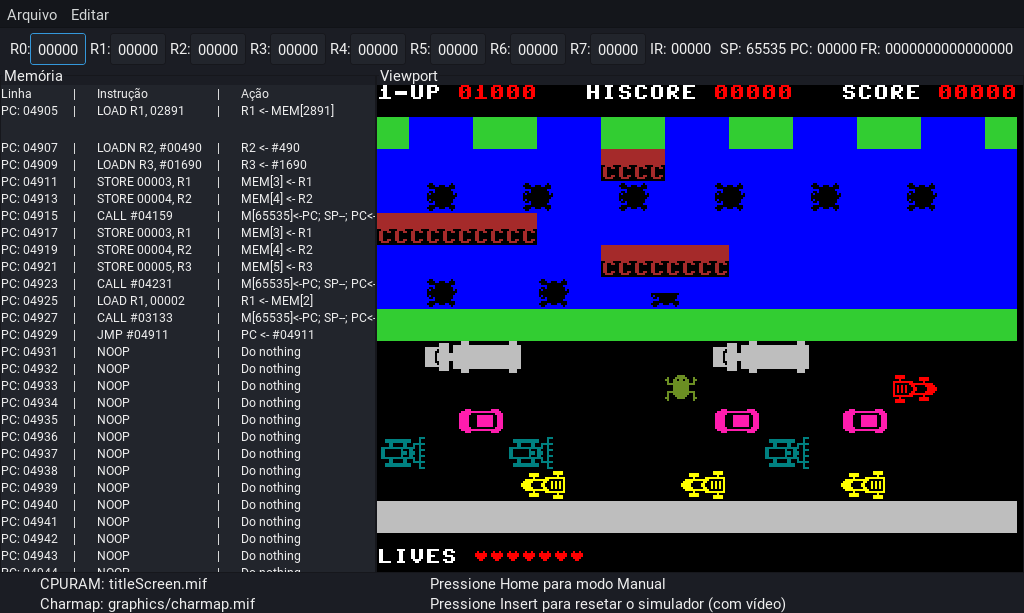 Arquivo Editar
R0: 00000 R1: 00000 R2: 00000 R3: 00000 R4: 00000 R5: 00000 R6: 00000 R7: 00000 IR: 00000 SP: 65535 PC: 00000 FR: 0000000000000000
Memória
Linha | Instrução | Ação
PC: 04905 | LOAD R1, 02891 R1 <- MEM[2891]
PC: 04907 | LOADN R2, #00490 | R2 <- #490
PC: 04909 | LOADN R3, #01690 | R3 <- #1690
PC: 04911 | STORE 00003, R1 | MEM[3] <- R1
PC: 04913 | STORE 00004, R2 | MEM[4] <- R2
PC: 04915 | CALL #04159 | M[65535]<-PC; SP--; PC<-
PC: 04917 | STORE 00003, R1 | MEM[3] <- R1
PC: 04919 | STORE 00004, R2 | MEM[4] <- R2
PC: 04921 | STORE 00005, R3 | MEM[5] <- R3
PC: 04923 | CALL #04231 | M[65535]<-PC; SP--; PC<-
PC: 04925 | LOAD R1, 00002 | R1 <- MEM[2]
PC: 04927 | CALL #03133 | M[65535]<-PC; SP--; PC<-
PC: 04929 | JMP #04911 | PC <- #04911
PC: 04931 | NOOP | Do nothing
PC: 04932 | NOOP | Do nothing
PC: 04933 | NOOP | Do nothing
PC: 04934 | NOOP | Do nothing
PC: 04935 | NOOP | Do nothing
PC: 04936 | NOOP | Do nothing
PC: 04937 | NOOP | Do nothing
PC: 04938 | NOOP | Do nothing
PC: 04939 | NOOP | Do nothing
PC: 04940 | NOOP | Do nothing
PC: 04941 | NOOP | Do nothing
PC: 04942 | NOOP | Do nothing
PC: 04943 | NOOP | Do nothing
PC: 04944 | NOOP | Do nothing
Viewport
1-UP 01000 HISCORE 00000 SCORE 00000
CCCC
CCCCCCCCCC
CCCCCCCC
LIVES ♥♥♥♥♥♥♥
CPURAM: titleScreen.mif
Charmap: graphics/charmap.mif
Pressione Home para modo Manual
Pressione Insert para resetar o simulador (com vídeo)